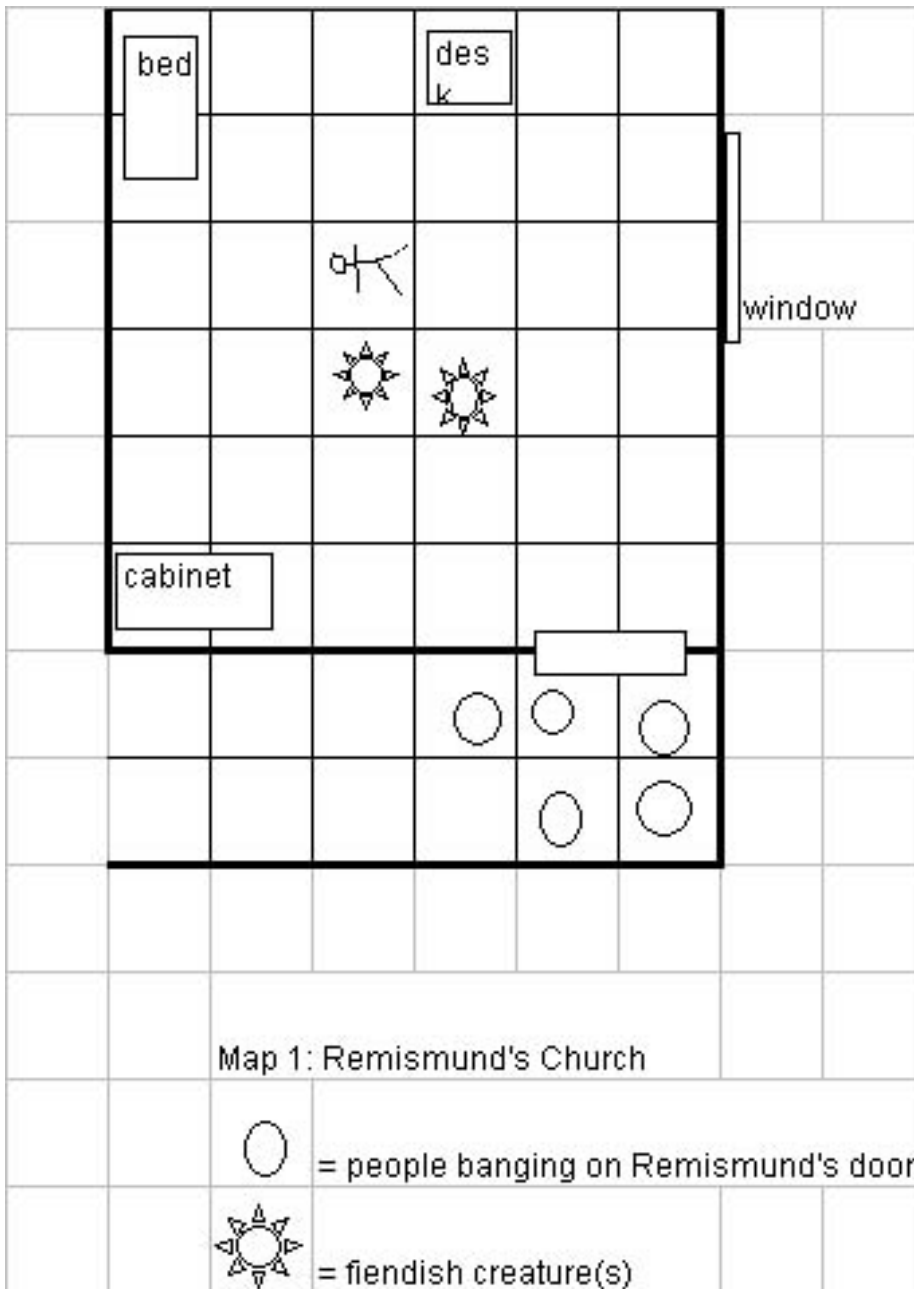 bed
des
k
window
cabinet
Map 1: Remismund's Church
= people banging on Remismund's door
= fiendish creature(s)